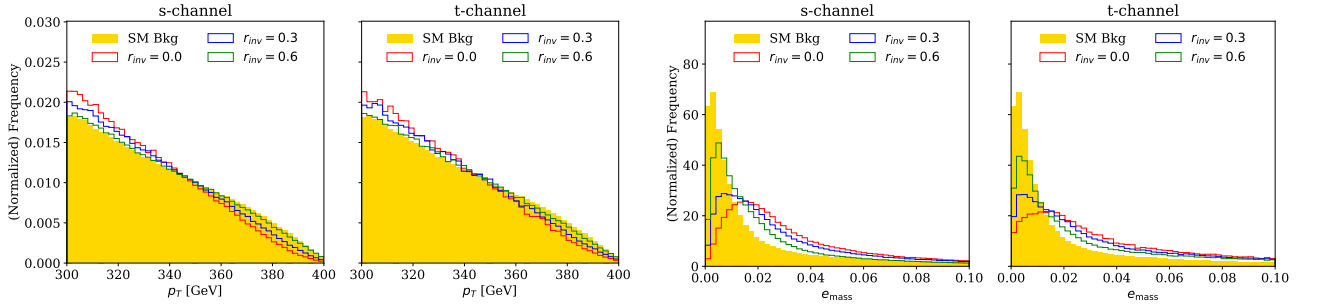 s-channel
(Normalized) Frequency
0.030
0.025
0.020
0.015
0.010
0.005
0.000
SM Bkg
r_inv = 0.0
r_inv = 0.3
r_inv = 0.6
300 320 340 360 380 400
p_T [GeV]
t-channel
SM Bkg
r_inv = 0.0
r_inv = 0.3
r_inv = 0.6
300 320 340 360 380 400
p_T [GeV]
s-channel
(Normalized) Frequency
80
60
40
20
0
SM Bkg
r_inv = 0.0
r_inv = 0.3
r_inv = 0.6
0.00 0.02 0.04 0.06 0.08 0.10
e_mass
t-channel
SM Bkg
r_inv = 0.0
r_inv = 0.3
r_inv = 0.6
0.00 0.02 0.04 0.06 0.08 0.10
e_mass